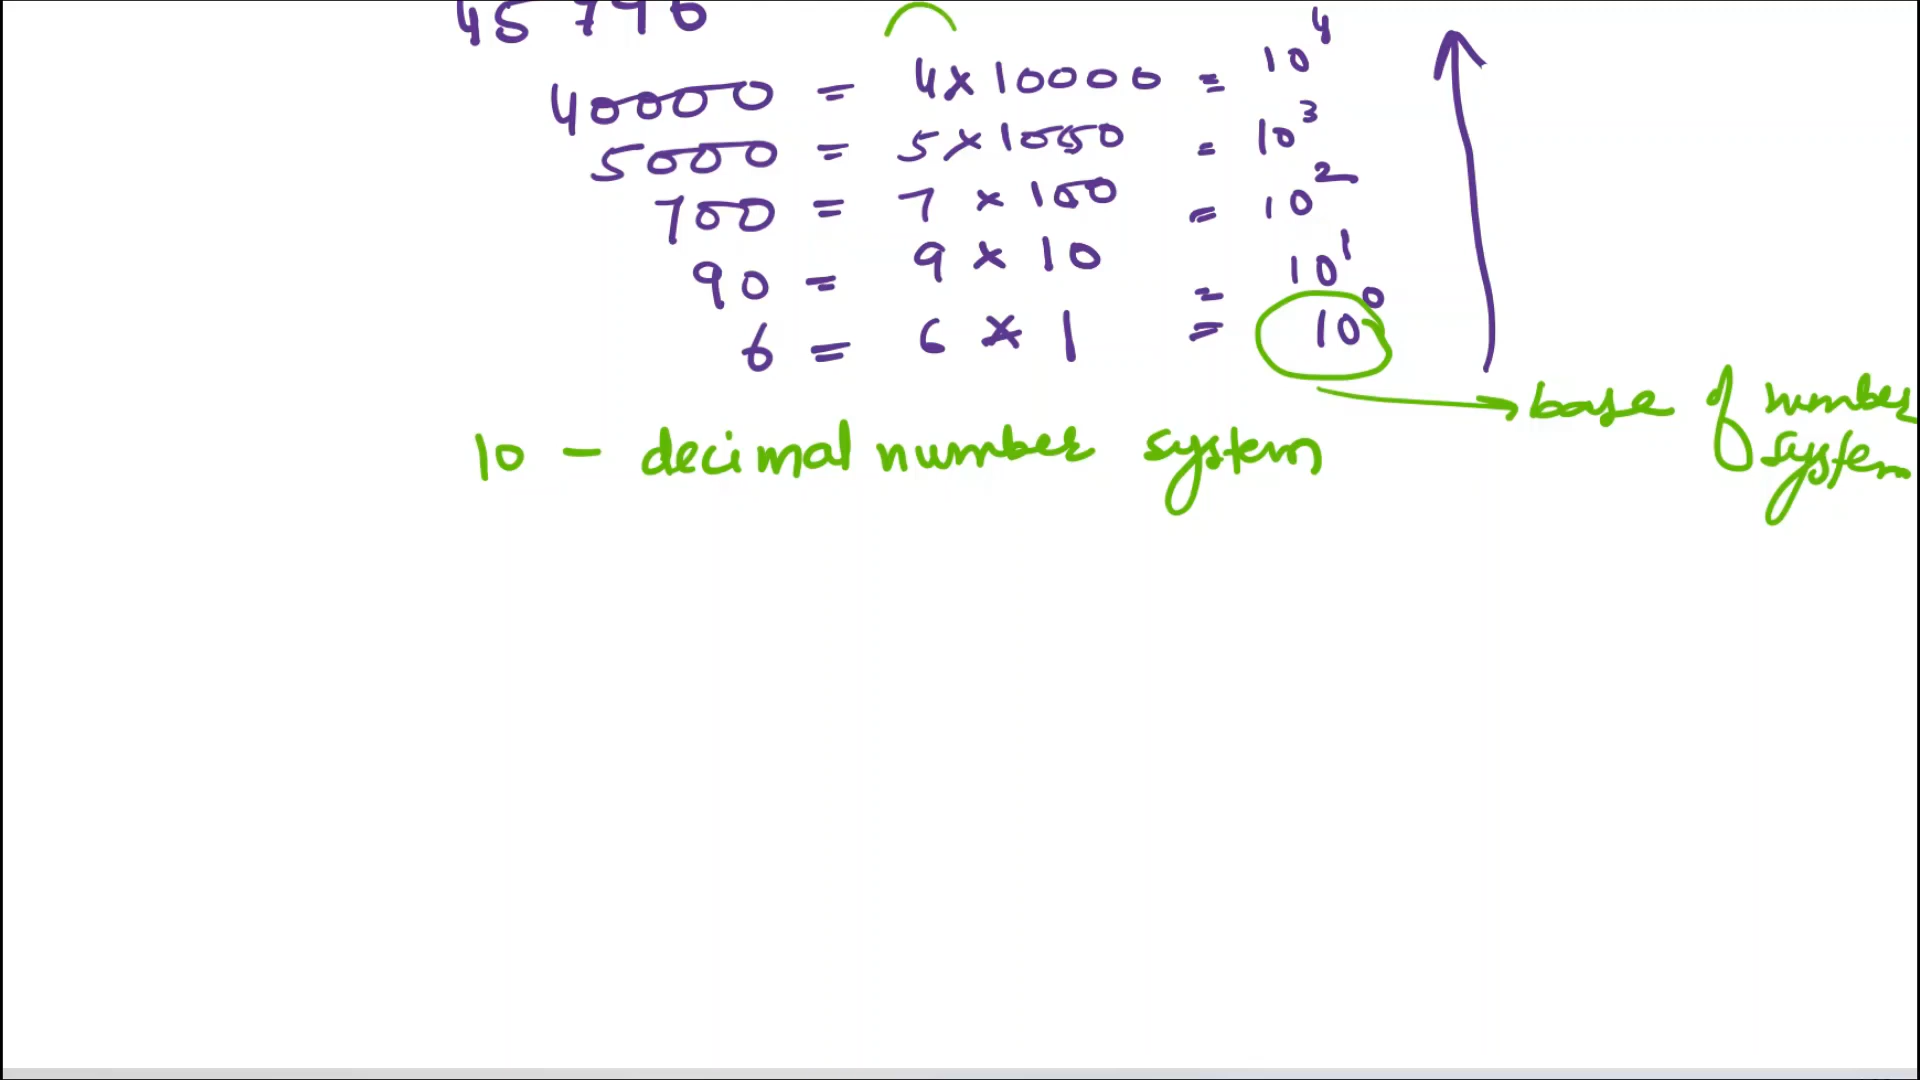 45796
40000 = 4 × 10000 = 10⁴
5000 = 5 × 1000 = 10³
700 = 7 × 100 = 10²
90 = 9 × 10 = 10¹
6 = 6 × 1 = 10⁰
base of number system
10 - decimal number system